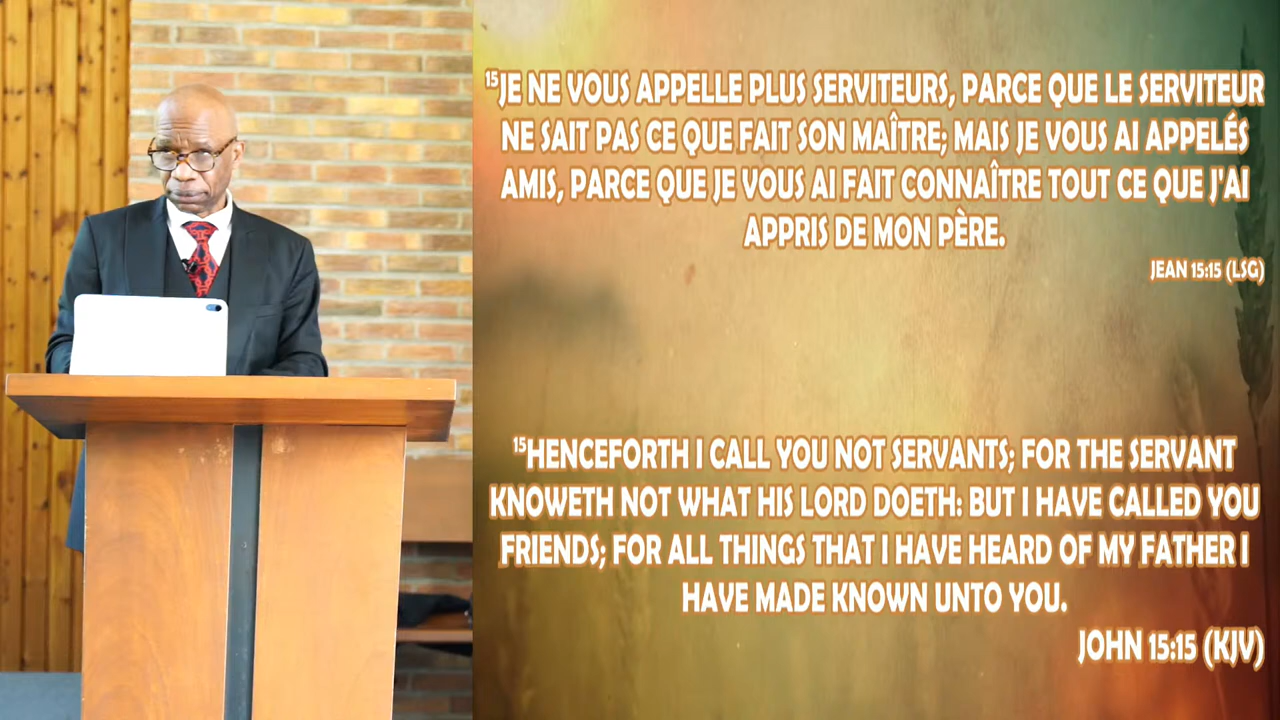 ¹⁵JE NE VOUS APPELLE PLUS SERVITEURS, PARCE QUE LE SERVITEUR
NE SAIT PAS CE QUE FAIT SON MAÎTRE; MAIS JE VOUS AI APPELÉS
AMIS, PARCE QUE JE VOUS AI FAIT CONNAÎTRE TOUT CE QUE J'AI
APPRIS DE MON PÈRE.
JEAN 15:15 (LSG)
¹⁵HENCEFORTH I CALL YOU NOT SERVANTS; FOR THE SERVANT
KNOWETH NOT WHAT HIS LORD DOETH: BUT I HAVE CALLED YOU
FRIENDS; FOR ALL THINGS THAT I HAVE HEARD OF MY FATHER I
HAVE MADE KNOWN UNTO YOU.
JOHN 15:15 (KJV)